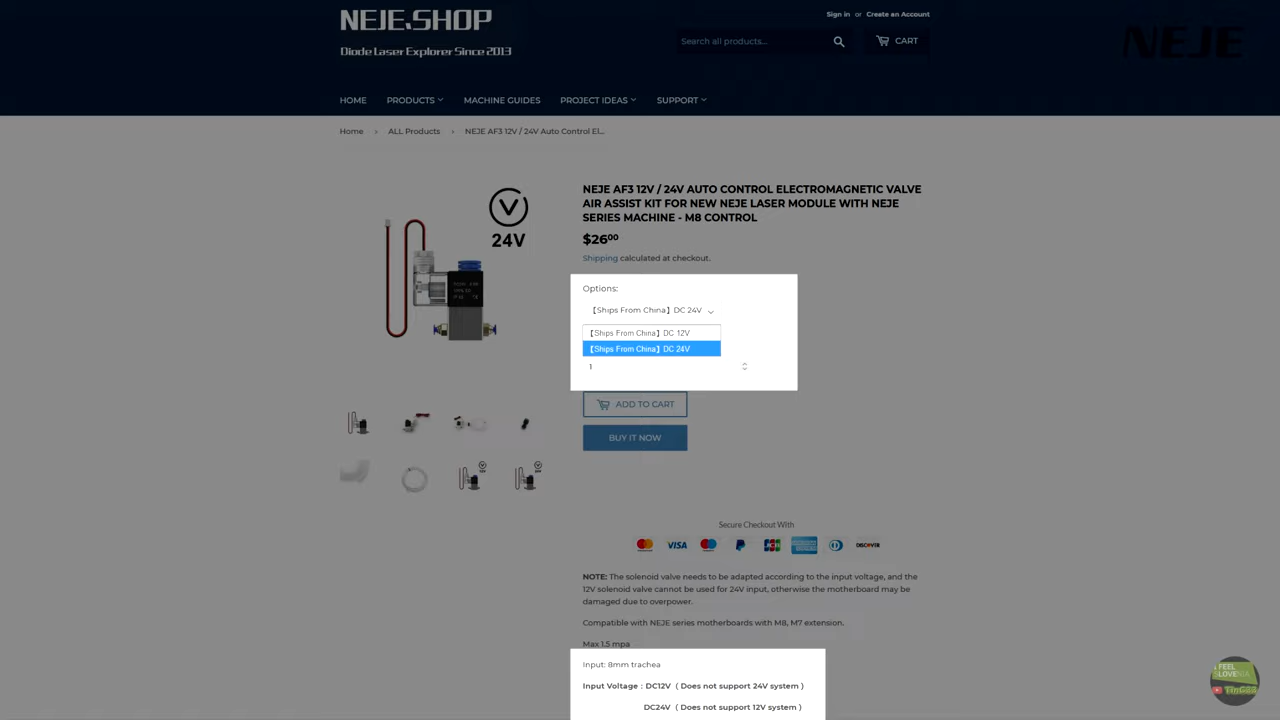 NEJE.SHOP
Diode Laser Explorer Since 2013
Sign in or Create an Account
Search all products...
CART
NEJE
HOME PRODUCTS MACHINE GUIDES PROJECT IDEAS SUPPORT
Home › ALL Products › NEJE AF3 12V / 24V Auto Control El...
24V
NEJE AF3 12V / 24V AUTO CONTROL ELECTROMAGNETIC VALVE
AIR ASSIST KIT FOR NEW NEJE LASER MODULE WITH NEJE
SERIES MACHINE - M8 CONTROL
$26⁰⁰
Shipping calculated at checkout.
Options:
【Ships From China】DC 24V
【Ships From China】DC 12V
【Ships From China】DC 24V
1
ADD TO CART
BUY IT NOW
Secure Checkout With
VISA
JCB
DISCOVER
NOTE: The solenoid valve needs to be adapted according to the input voltage, and the
12V solenoid valve cannot be used for 24V input, otherwise the motherboard may be
damaged due to overpower.
Compatible with NEJE series motherboards with M8, M7 extension.
Max 1.5 mpa
Input: 8mm trachea
Input Voltage : DC12V ( Does not support 24V system )
DC24V ( Does not support 12V system )
I FEEL
SLOVENIA